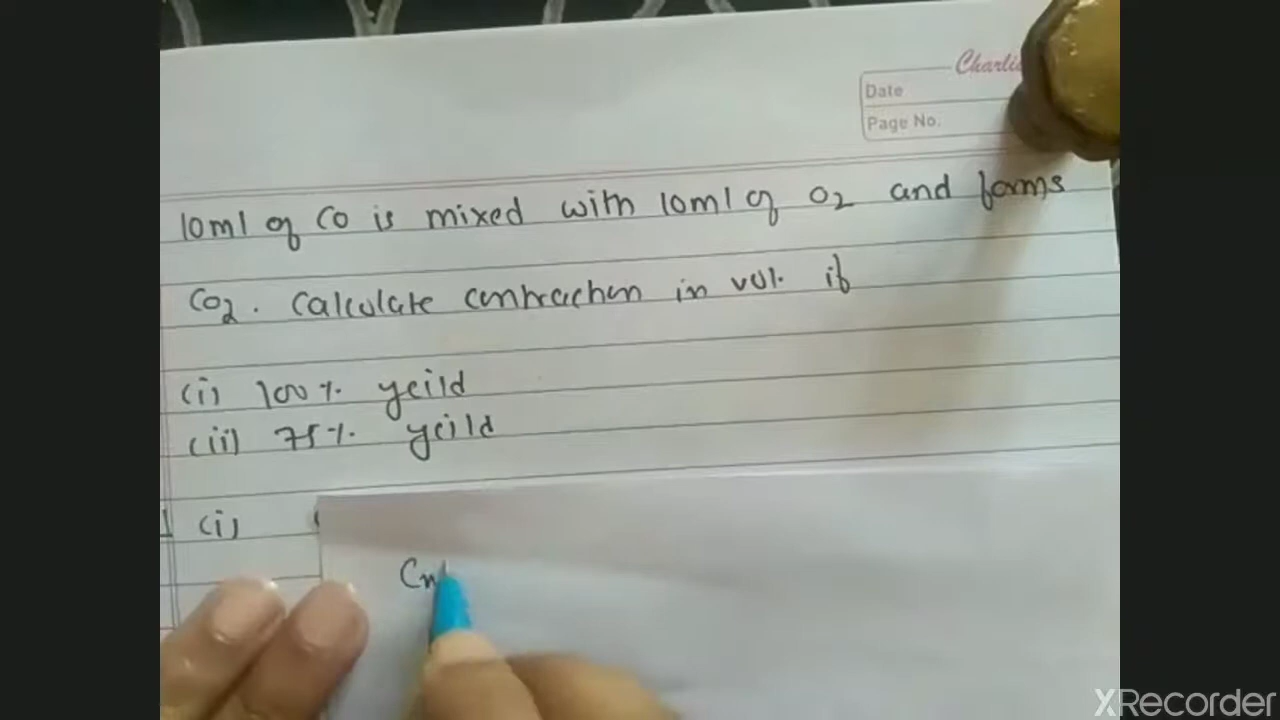 Charli
Date
Page No.
10ml of CO is mixed with 10ml of O2 and forms
CO2. Calculate contraction in vol. if
(i) 100% yeild
(ii) 75% yeild
(i)
Cn
XRecorder